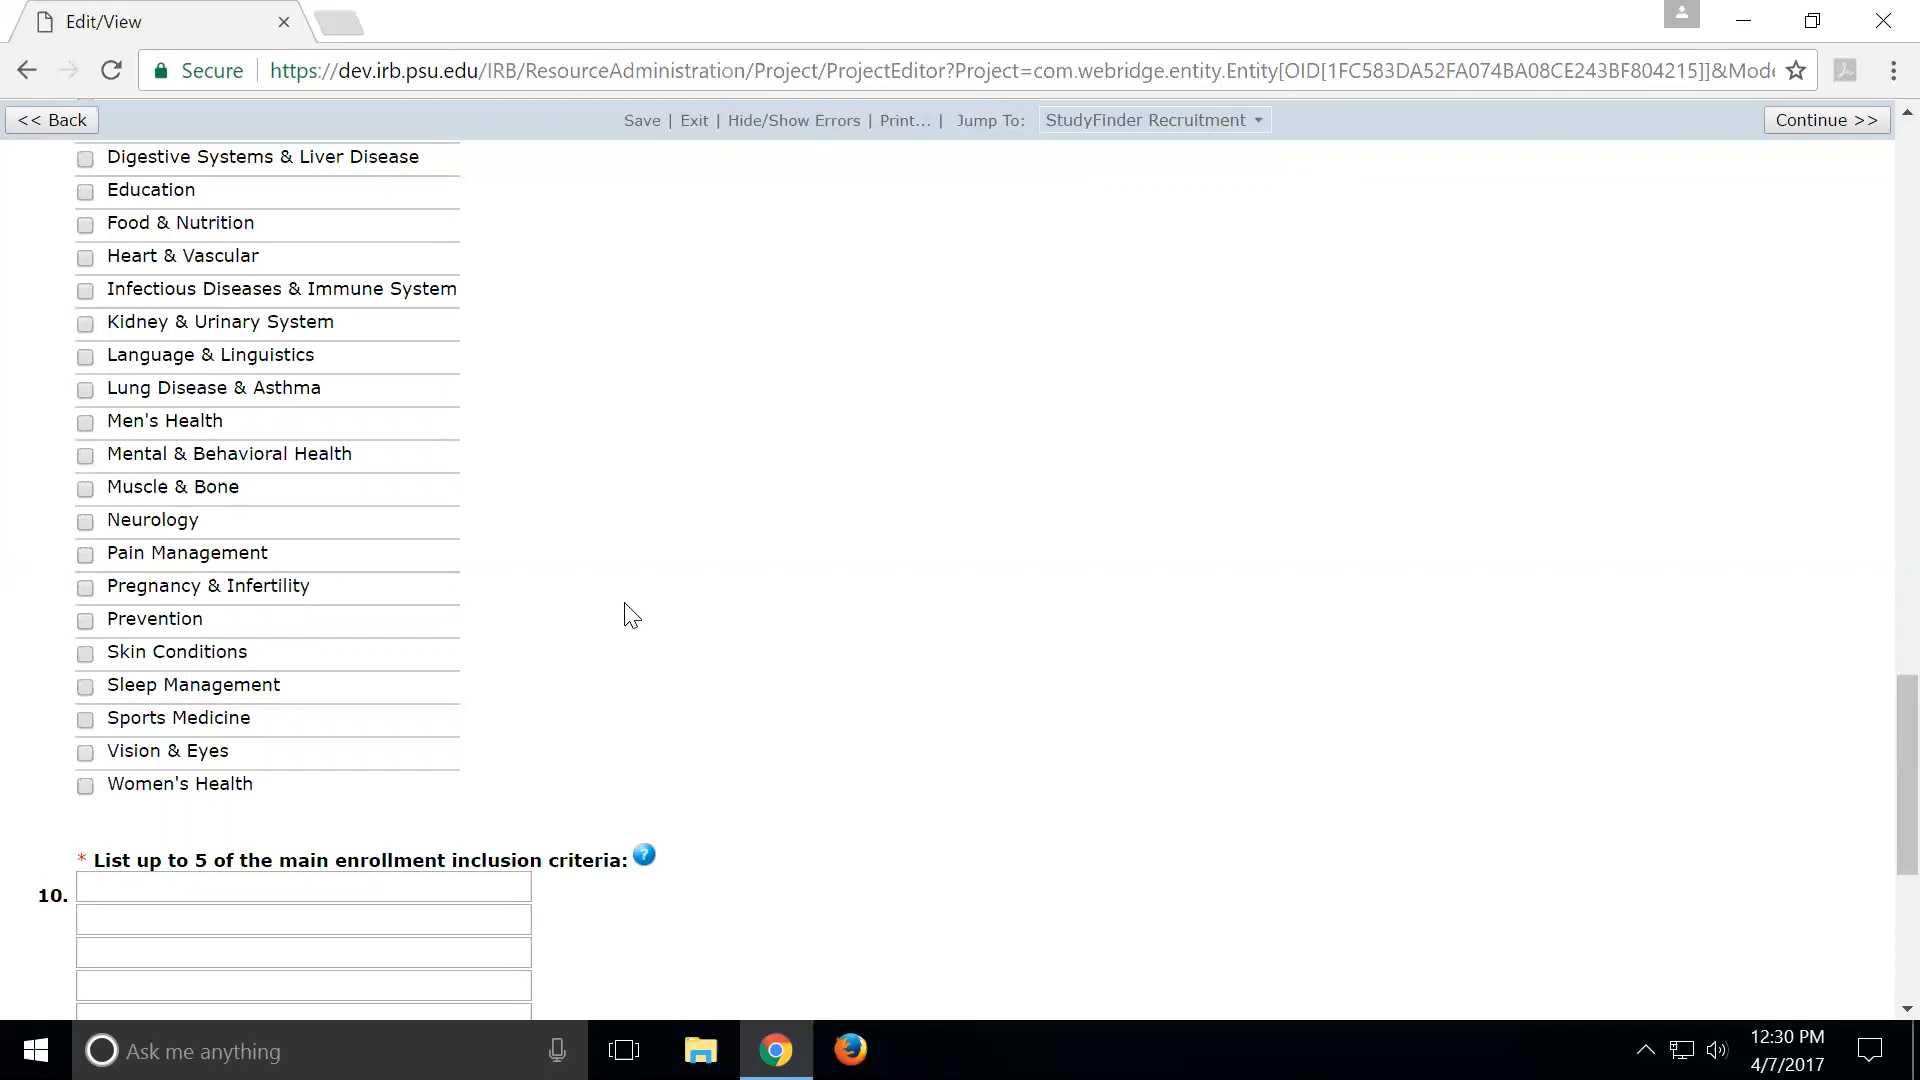 Edit/View
Secure
https://dev.irb.psu.edu/IRB/ResourceAdministration/Project/ProjectEditor?Project=com.webridge.entity.Entity[OID[1FC583DA52FA074BA08CE243BF804215]]&Mode
<< Back
Save | Exit | Hide/Show Errors | Print... | Jump To: StudyFinder Recruitment
Continue >>
Digestive Systems & Liver Disease
Education
Food & Nutrition
Heart & Vascular
Infectious Diseases & Immune System
Kidney & Urinary System
Language & Linguistics
Lung Disease & Asthma
Men's Health
Mental & Behavioral Health
Muscle & Bone
Neurology
Pain Management
Pregnancy & Infertility
Prevention
Skin Conditions
Sleep Management
Sports Medicine
Vision & Eyes
Women's Health
* List up to 5 of the main enrollment inclusion criteria: ?
10.
Ask me anything
12:30 PM
4/7/2017